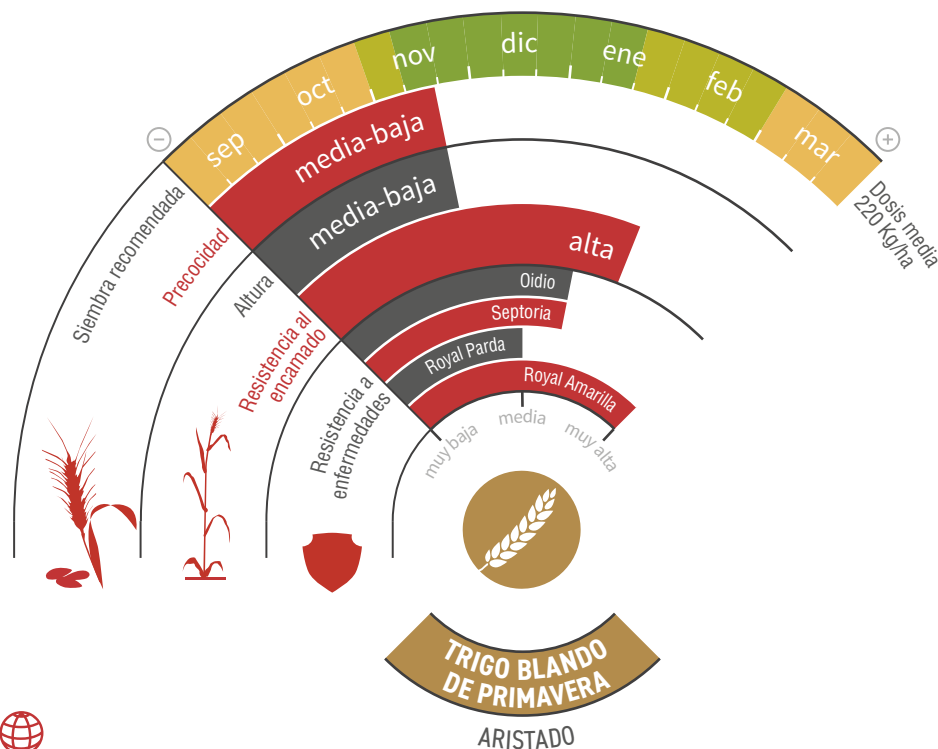 sep
oct
nov
dic
ene
feb
mar
−
+
Dosis media
220 Kg/ha
Siembra recomendada
Precocidad
media-baja
Altura
media-baja
Resistencia al
encamado
alta
Resistencia a
enfermedades
Oidio
Septoria
Royal Parda
Royal Amarilla
muy baja
media
muy alta
TRIGO BLANDO
DE PRIMAVERA
ARISTADO